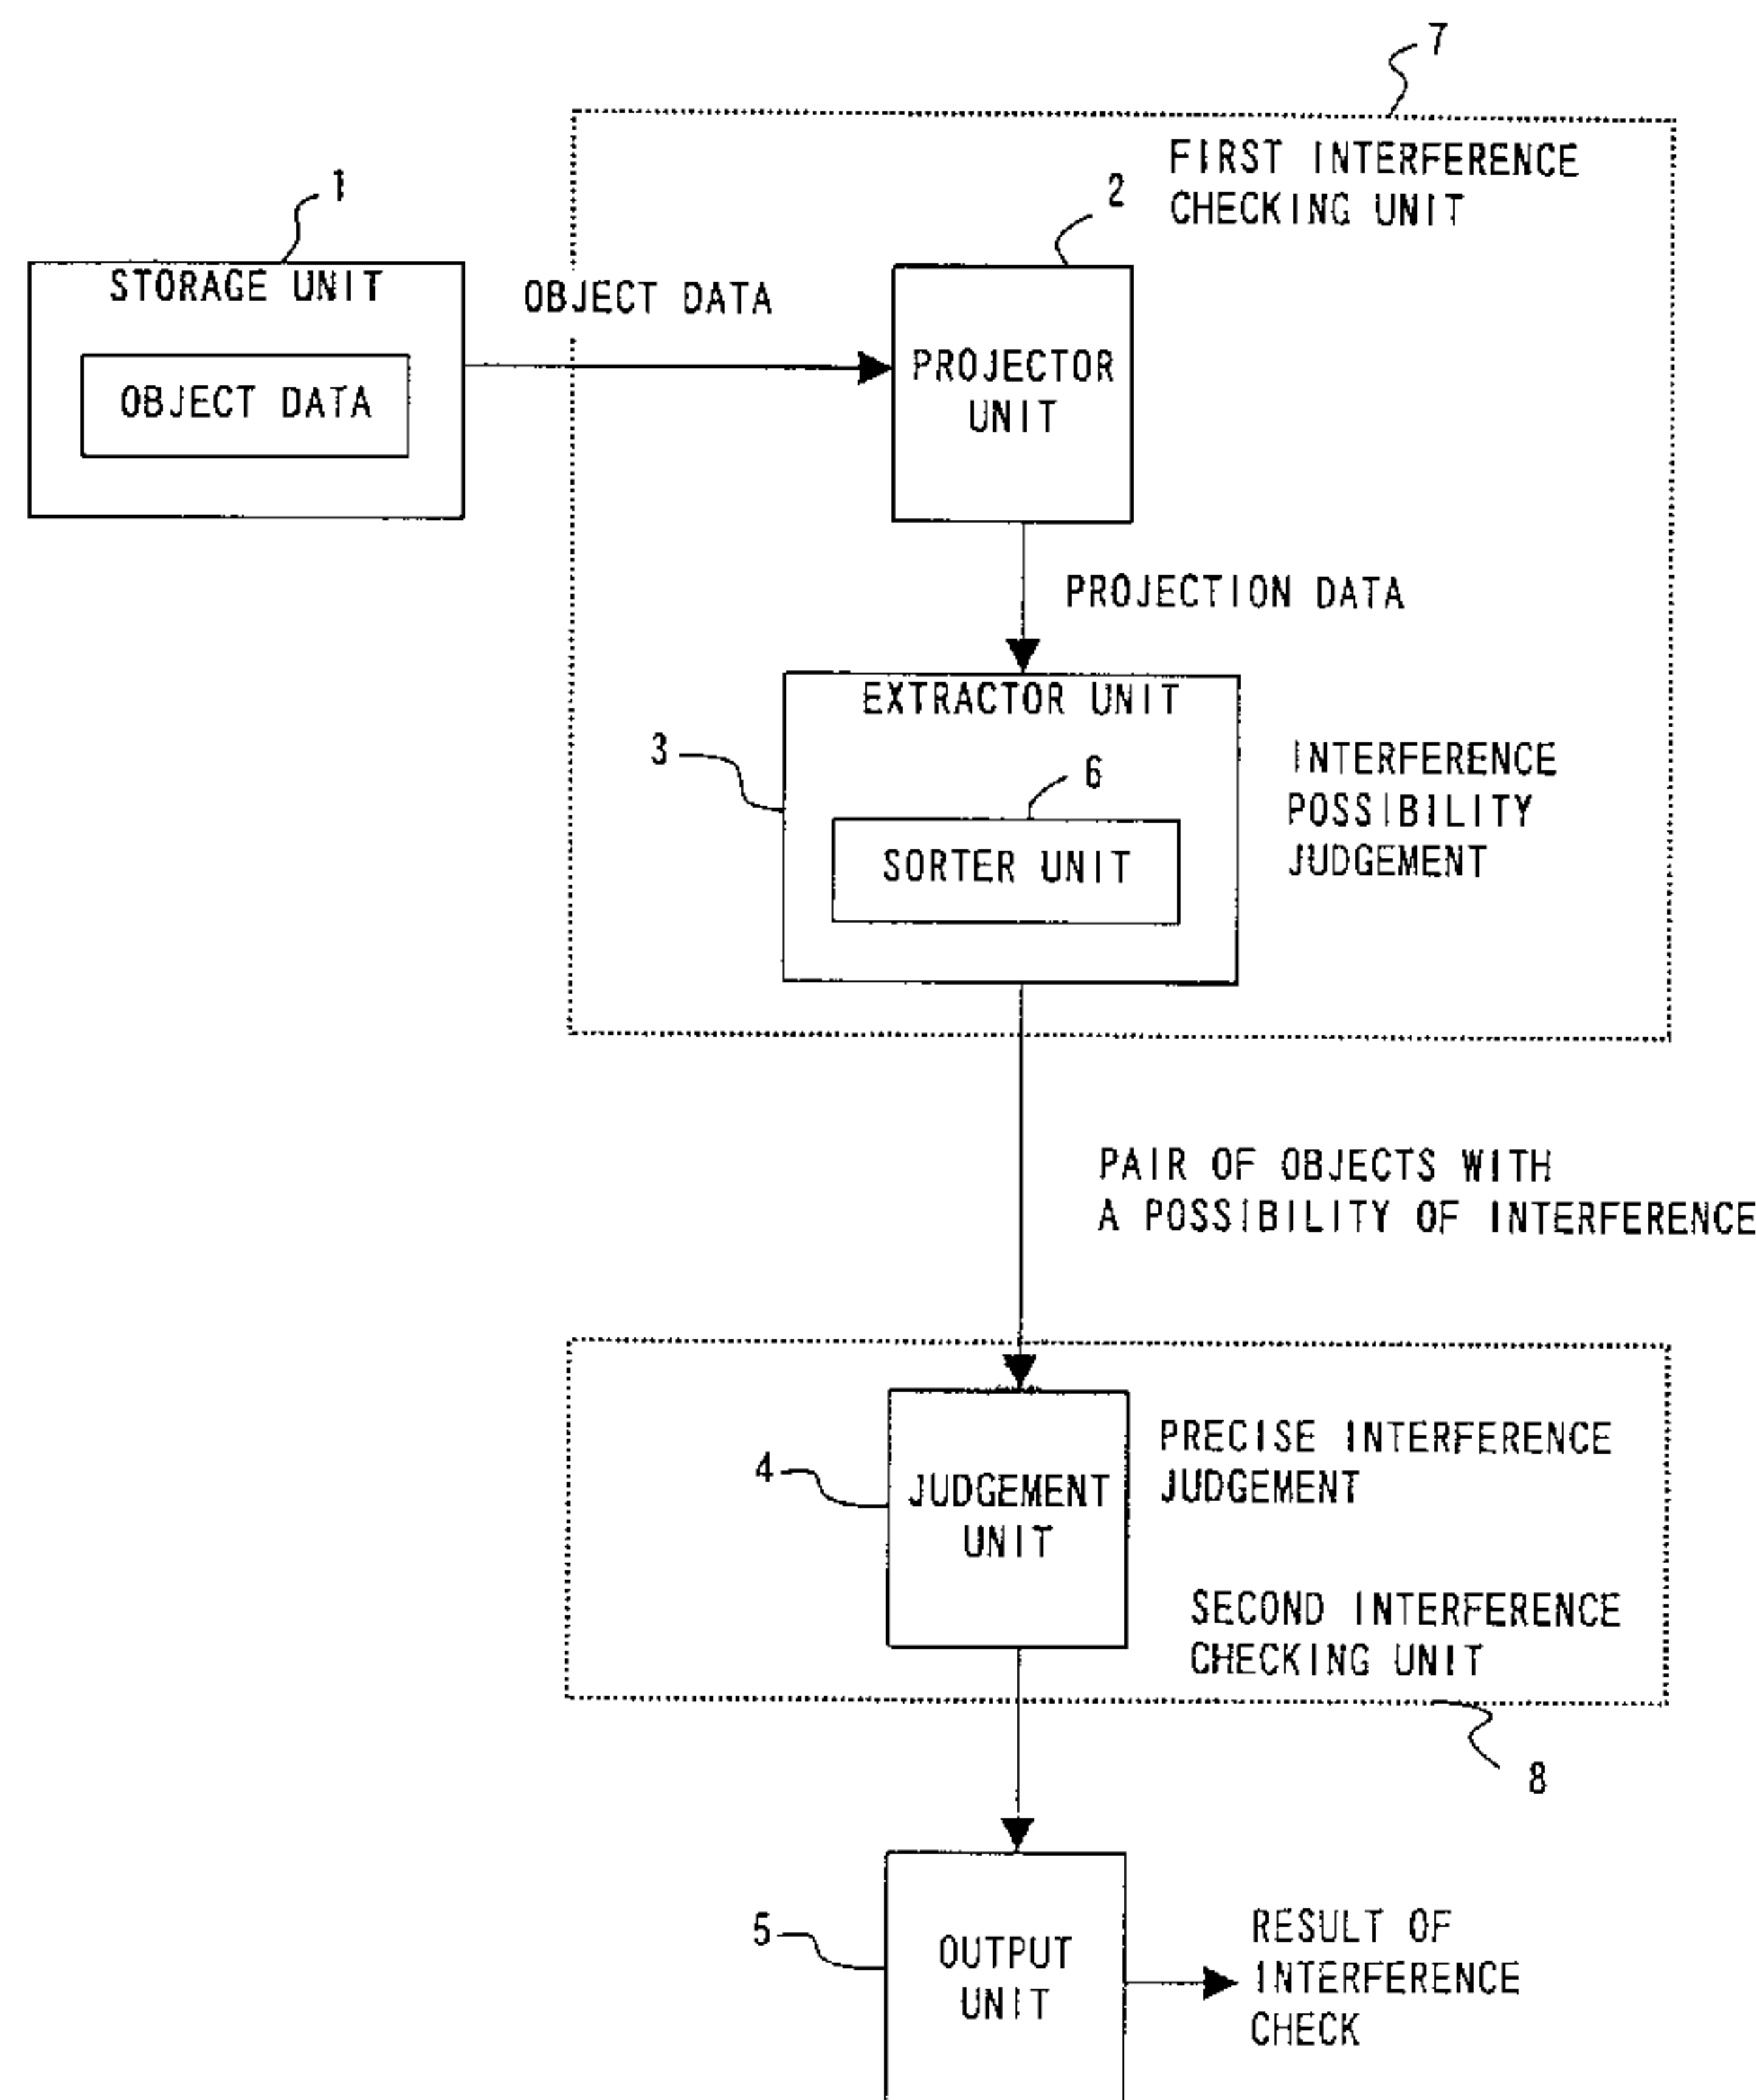 7
FIRST INTERFERENCE
CHECKING UNIT
1
2
STORAGE UNIT
OBJECT DATA
OBJECT DATA
PROJECTOR
UNIT
PROJECTION DATA
EXTRACTOR UNIT
3
6
SORTER UNIT
INTERFERENCE
POSSIBILITY
JUDGEMENT
PAIR OF OBJECTS WITH
A POSSIBILITY OF INTERFERENCE
4
JUDGEMENT
UNIT
PRECISE INTERFERENCE
JUDGEMENT
SECOND INTERFERENCE
CHECKING UNIT
8
5
OUTPUT
UNIT
RESULT OF
INTERFERENCE
CHECK